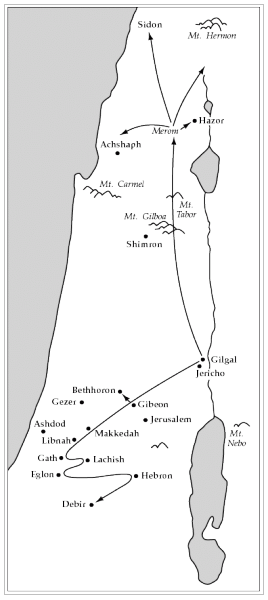 Sidon
Mt. Hermon
Hazor
Merom
Achshaph
Mt. Carmel
Mt.
Tabor
Mt. Gilboa
Shimron
Gilgal
Jericho
Bethhoron
Gezer
Gibeon
Jerusalem
Ashdod
Makkedah
Libnah
Mt.
Nebo
Gath
Lachish
Eglon
Hebron
Debir